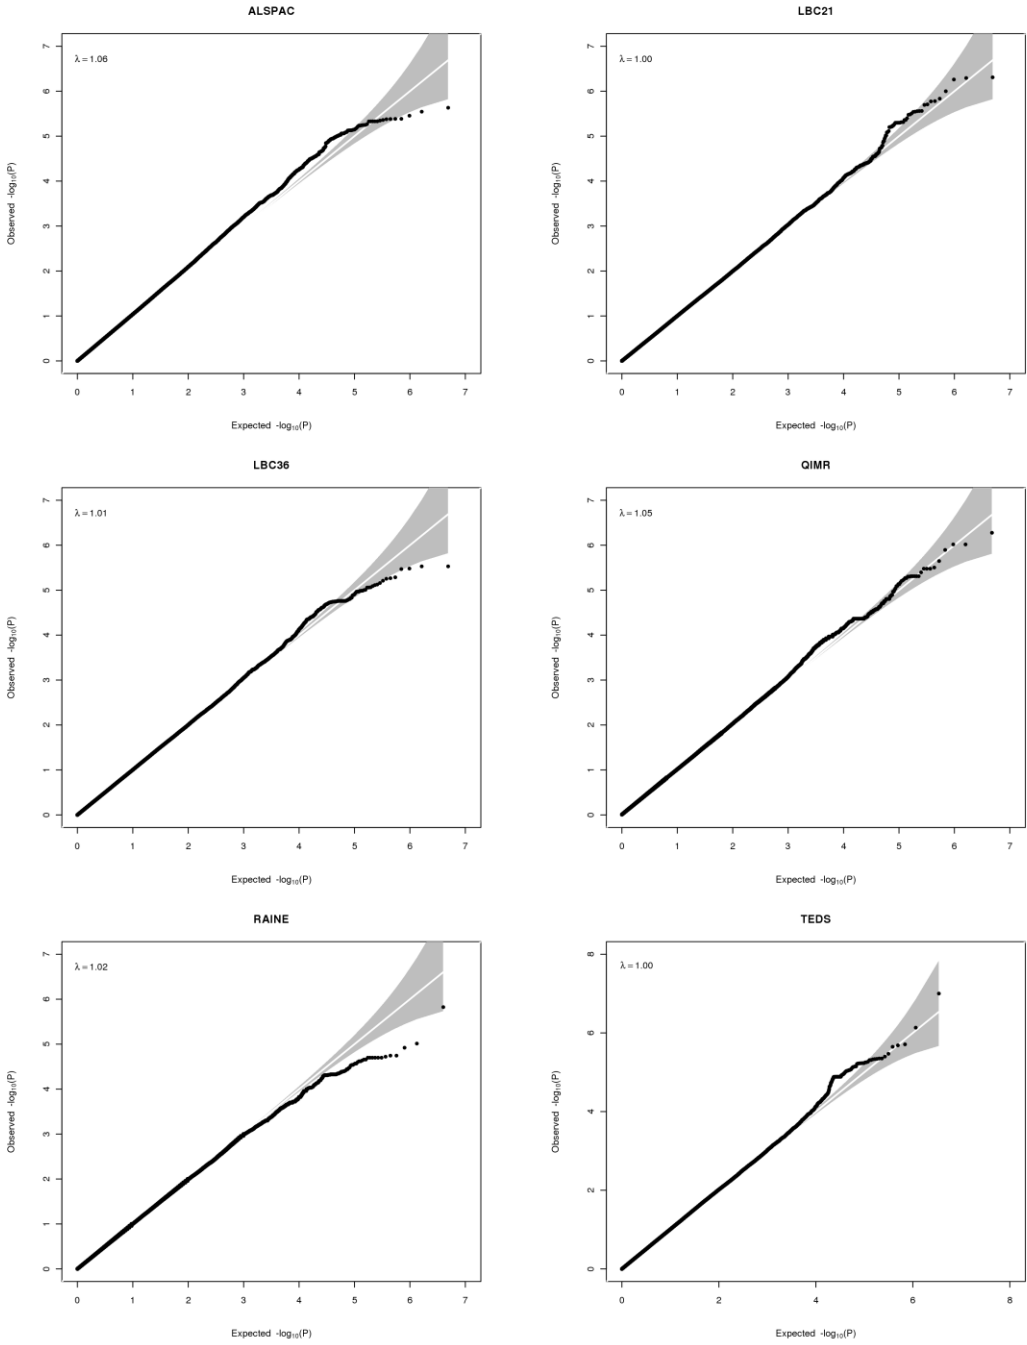 ALSPAC
λ = 1.06
7
6
5
4
3
2
1
0
Observed -log10(P)
0 1 2 3 4 5 6 7
Expected -log10(P)
LBC21
λ = 1.00
7
6
5
4
3
2
1
0
Observed -log10(P)
0 1 2 3 4 5 6 7
Expected -log10(P)
LBC36
λ = 1.01
7
6
5
4
3
2
1
0
Observed -log10(P)
0 1 2 3 4 5 6 7
Expected -log10(P)
QIMR
λ = 1.05
7
6
5
4
3
2
1
0
Observed -log10(P)
0 1 2 3 4 5 6 7
Expected -log10(P)
RAINE
λ = 1.02
7
6
5
4
3
2
1
0
Observed -log10(P)
0 1 2 3 4 5 6 7
Expected -log10(P)
TEDS
λ = 1.00
8
6
4
2
0
Observed -log10(P)
0 2 4 6 8
Expected -log10(P)